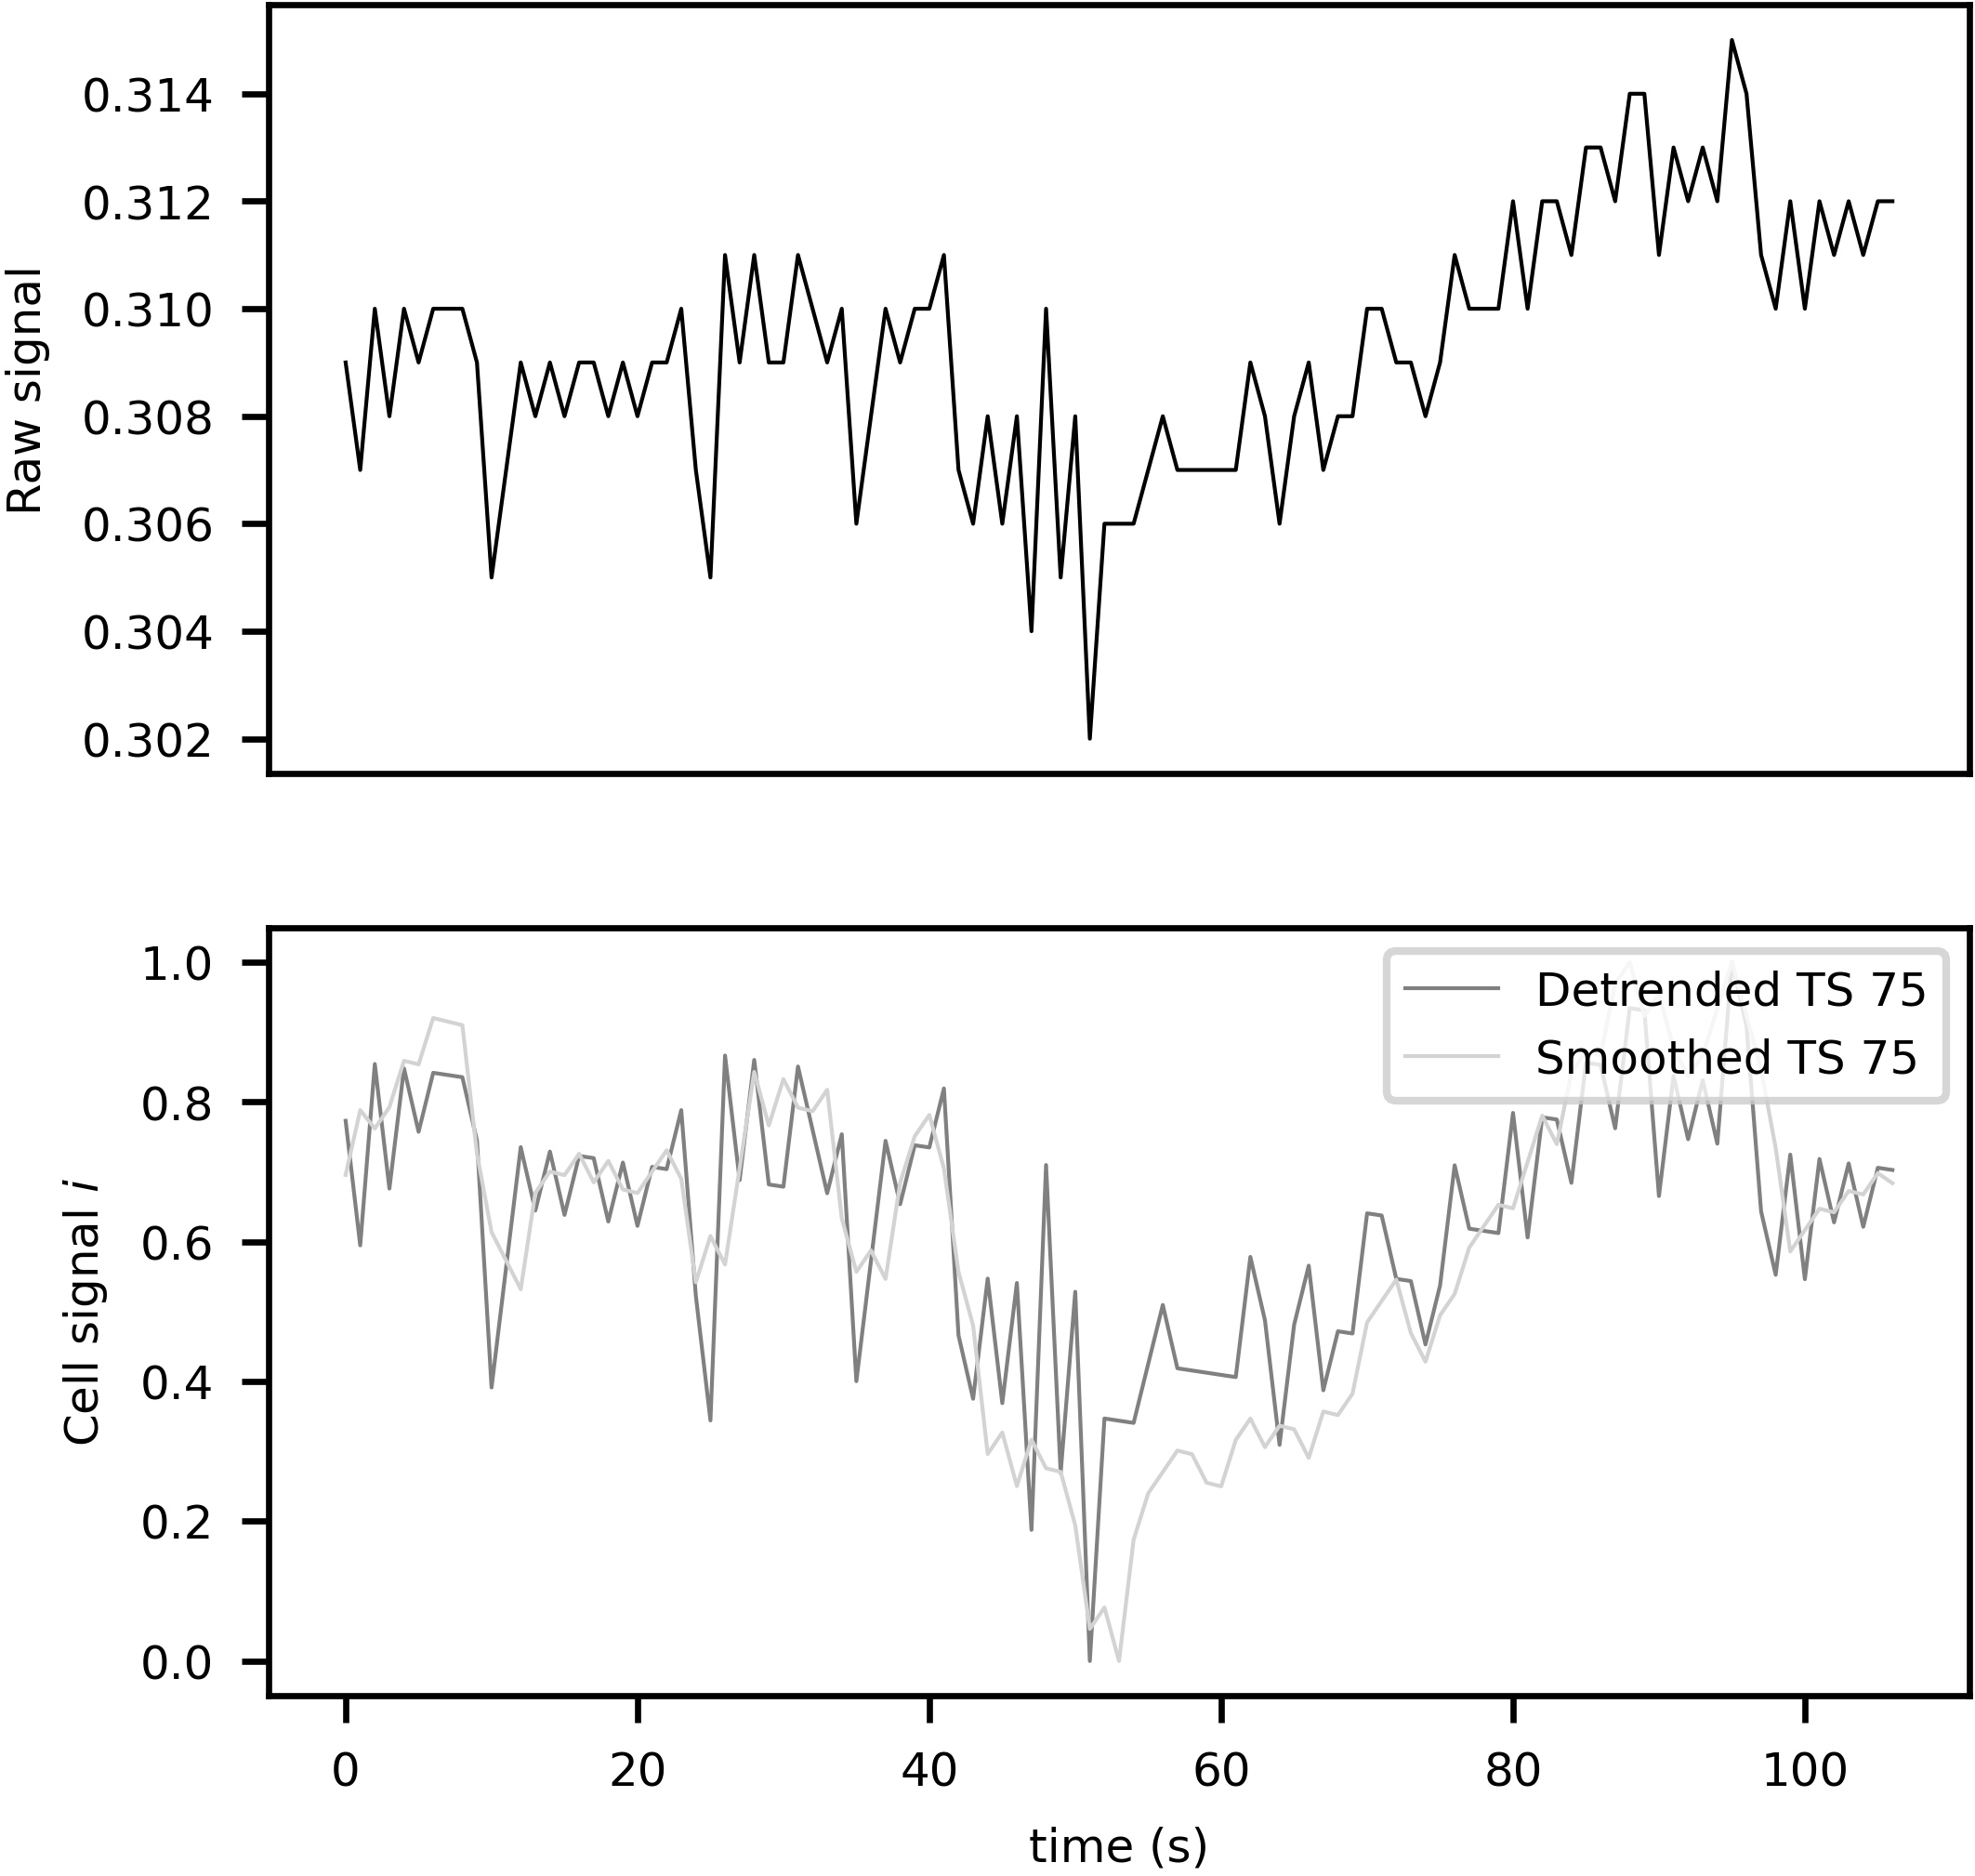 0.314
0.312
0.310
0.308
0.306
0.304
0.302
Raw signal
1.0
0.8
0.6
0.4
0.2
0.0
Cell signal i
Detrended TS 75
Smoothed TS 75
0 20 40 60 80 100
time (s)